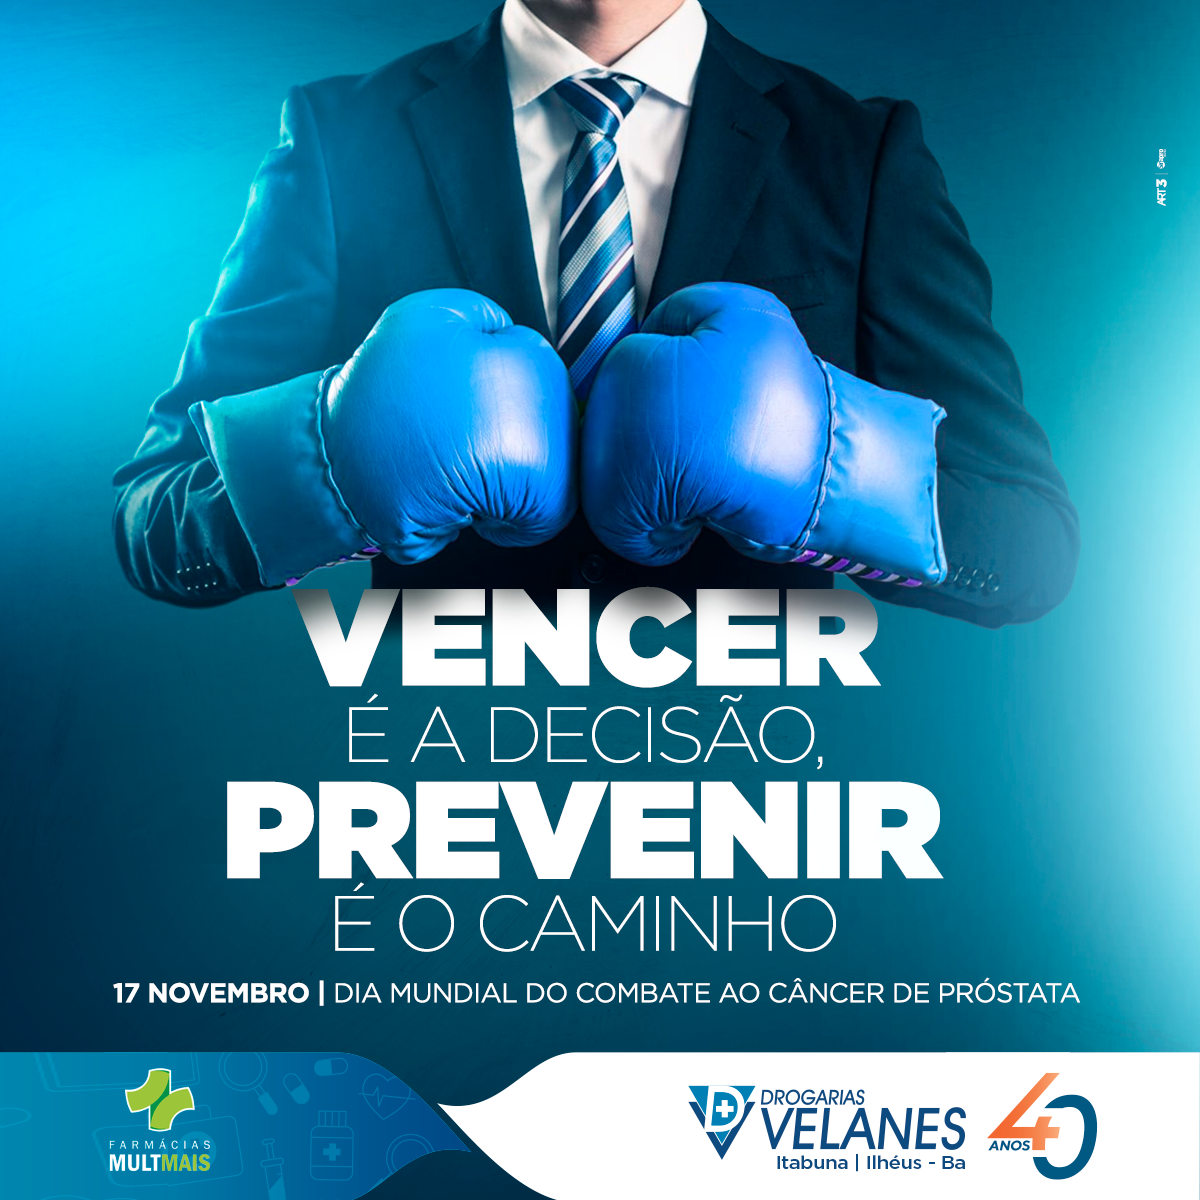 VENCER
É A DECISÃO,
PREVENIR
É O CAMINHO
17 NOVEMBRO | DIA MUNDIAL DO COMBATE AO CÂNCER DE PRÓSTATA
FARMÁCIAS
MULTMAIS
DROGARIAS
VELANES
Itabuna | Ilhéus - Ba
40
ANOS
ART3